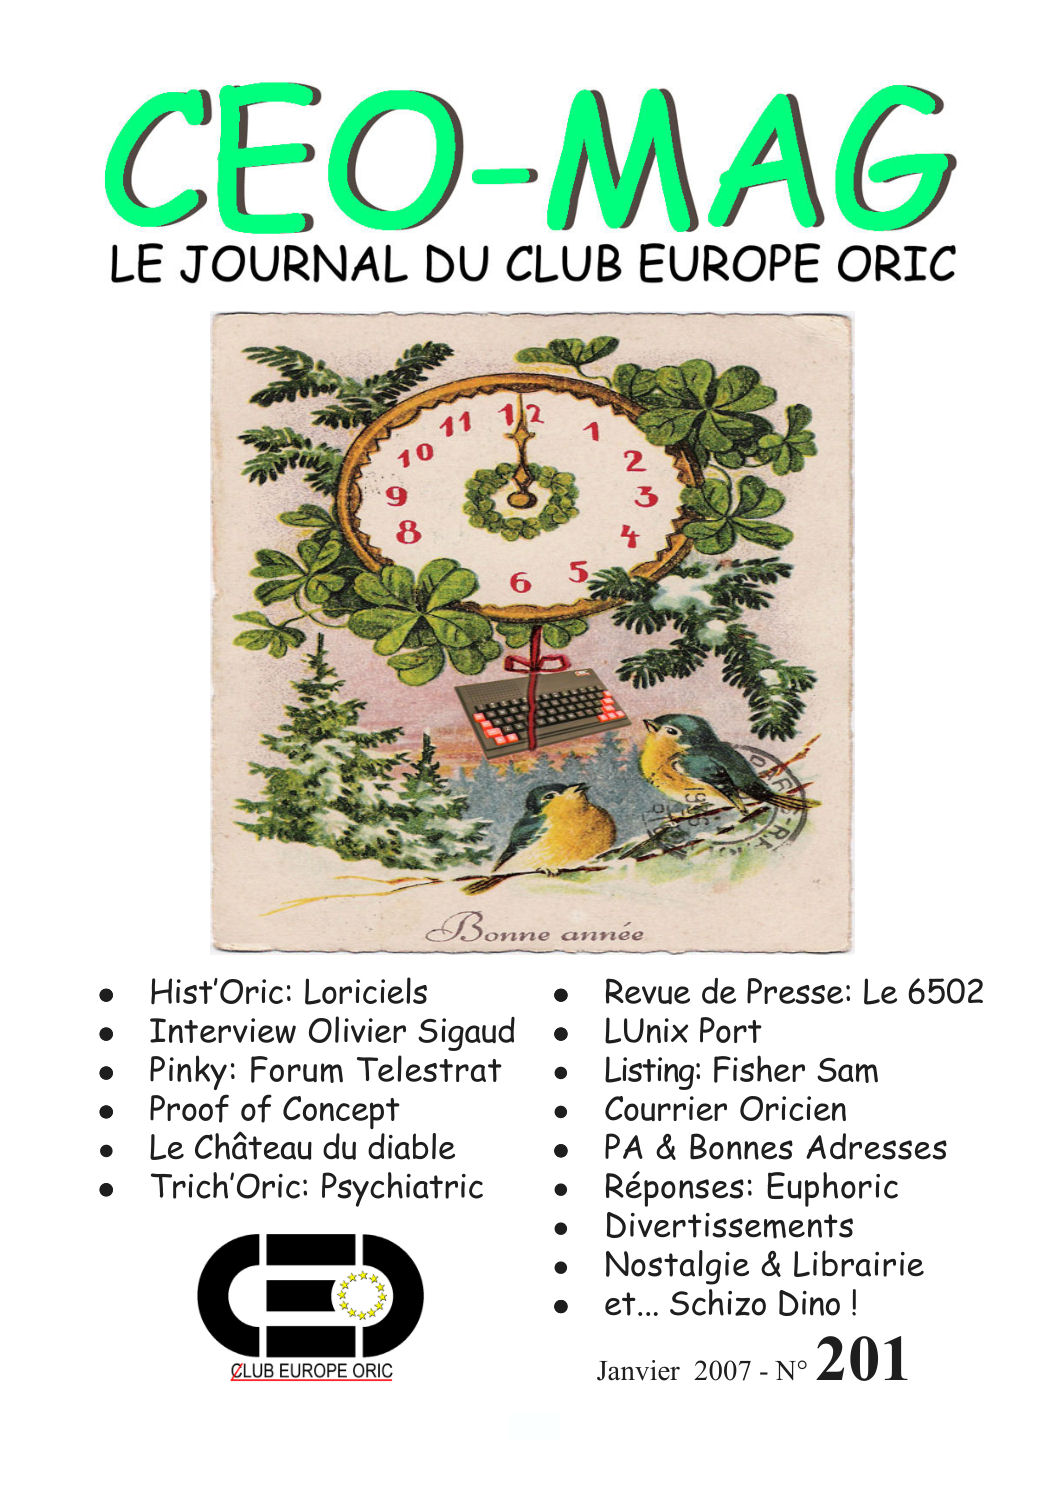 CEO-MAG
LE JOURNAL DU CLUB EUROPE ORIC
12
11
1
10
2
9
3
8
4
6
5
PARIS-R.P.
Bonne année
● Hist'Oric: Loriciels
● Interview Olivier Sigaud
● Pinky: Forum Telestrat
● Proof of Concept
● Le Château du diable
● Trich'Oric: Psychiatric
● Revue de Presse: Le 6502
● LUnix Port
● Listing: Fisher Sam
● Courrier Oricien
● PA & Bonnes Adresses
● Réponses: Euphoric
● Divertissements
● Nostalgie & Librairie
● et... Schizo Dino !
CEO
CLUB EUROPE ORIC
Janvier 2007 - N° 201